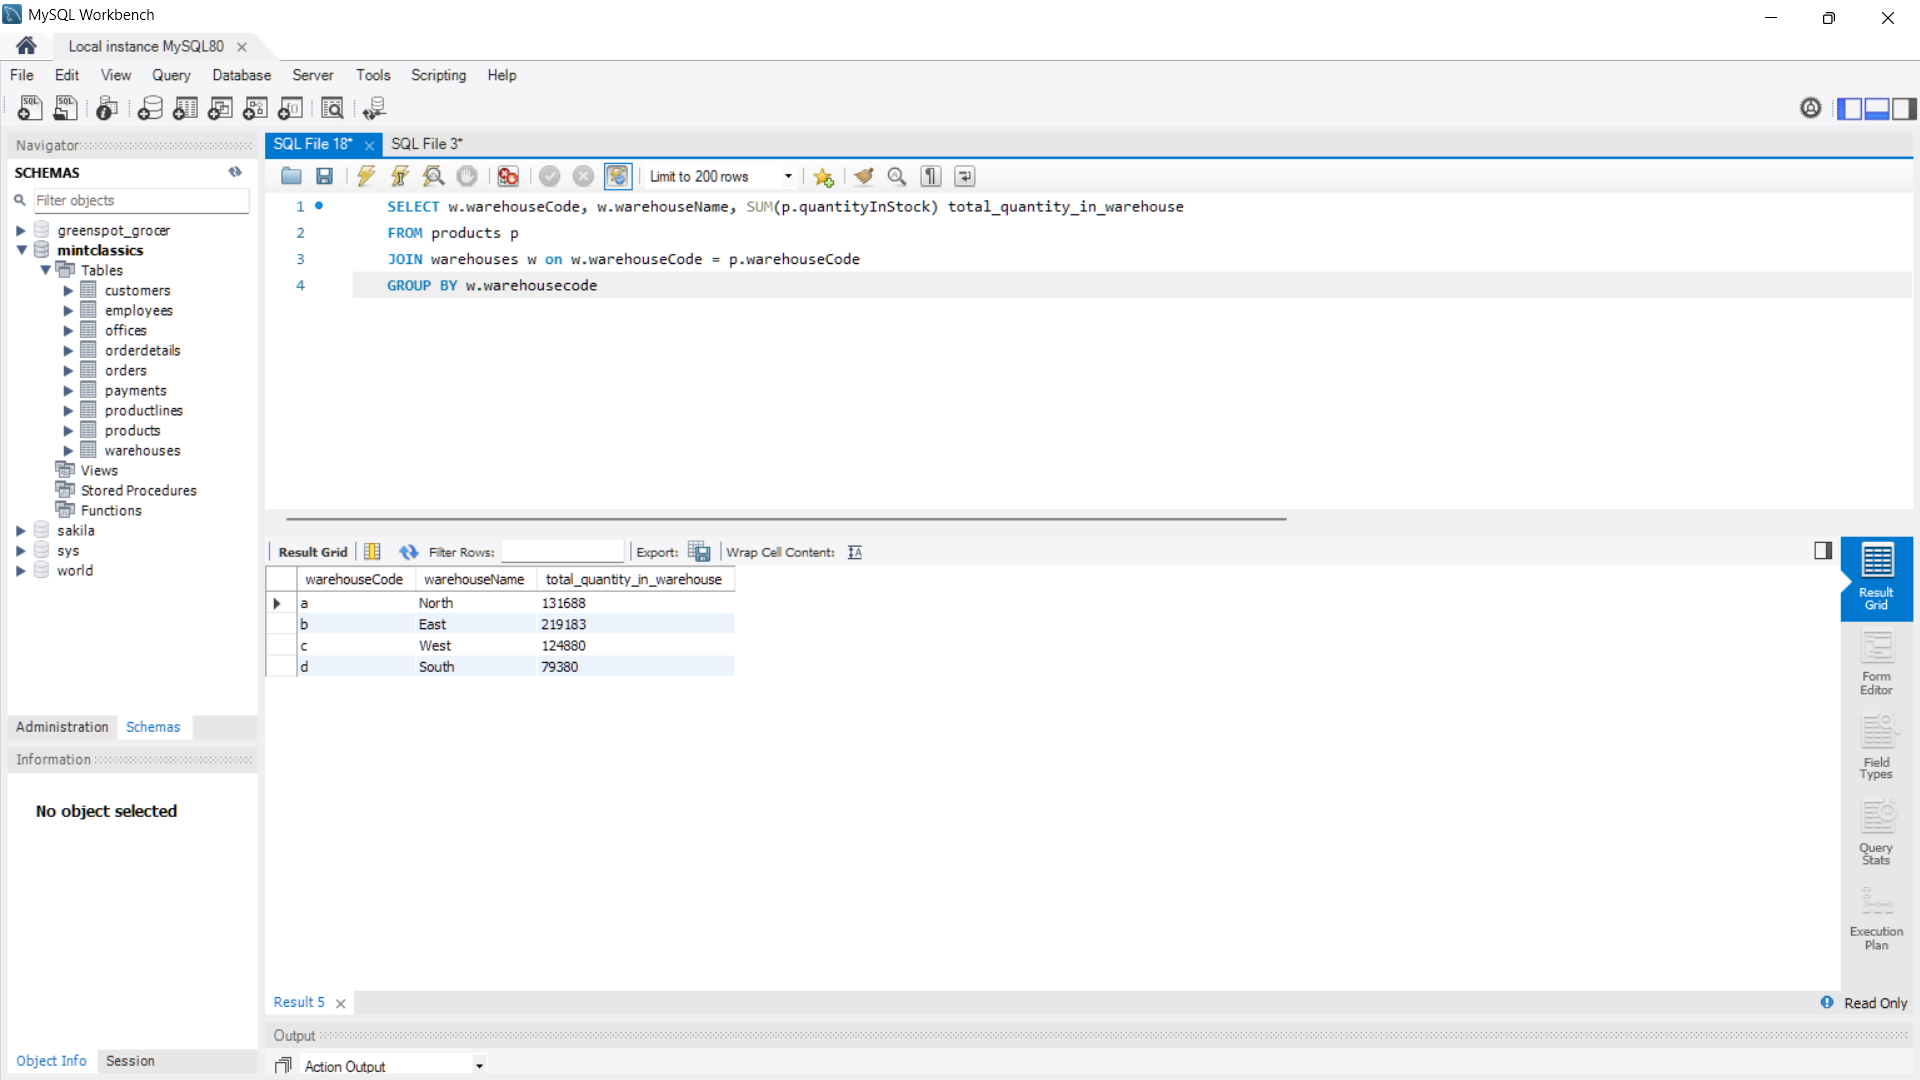 MySQL Workbench
Local instance MySQL80
File Edit View Query Database Server Tools Scripting Help
Navigator
SCHEMAS
Filter objects
greenspot_grocer
mintclassics
Tables
customers
employees
offices
orderdetails
orders
payments
productlines
products
warehouses
Views
Stored Procedures
Functions
sakila
sys
world
Administration Schemas
Information
No object selected
Object Info Session
SQL File 18* SQL File 3*
Limit to 200 rows
1 SELECT w.warehouseCode, w.warehouseName, SUM(p.quantityInStock) total_quantity_in_warehouse
2 FROM products p
3 JOIN warehouses w on w.warehouseCode = p.warehouseCode
4 GROUP BY w.warehousecode
Result Grid Filter Rows: Export: Wrap Cell Content:
warehouseCode warehouseName total_quantity_in_warehouse
a North 131688
b East 219183
c West 124880
d South 79380
Result
Grid
Form
Editor
Field
Types
Query
Stats
Execution
Plan
Result 5
Read Only
Output
Action Output